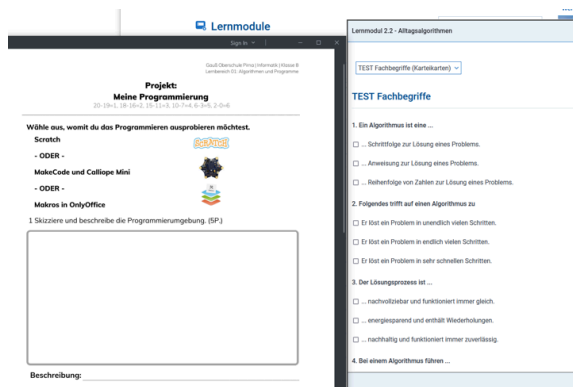 Lernmodule
Sign In
Gauß Oberschule Pirna | Informatik | Klasse 8
Lernbereich 01: Algorithmen und Programme
Projekt:
Meine Programmierung
20-19=1, 18-16=2, 15-11=3, 10-7=4, 6-3=5, 2-0=6
Wähle aus, womit du das Programmieren ausprobieren möchtest.
Scratch
SCRATCH
- ODER -
MakeCode und Calliope Mini
- ODER -
Makros in OnlyOffice
1 Skizziere und beschreibe die Programmierumgebung. (5P.)
Beschreibung:
Lernmodul 2.2 - Alltagsalgorithmen
TEST Fachbegriffe (Karteikarten)
TEST Fachbegriffe
1. Ein Algorithmus ist eine ...
... Schrittfolge zur Lösung eines Problems.
... Anweisung zur Lösung eines Problems.
... Reihenfolge von Zahlen zur Lösung eines Problems.
2. Folgendes trifft auf einen Algorithmus zu
Er löst ein Problem in unendlich vielen Schritten.
Er löst ein Problem in endlich vielen Schritten.
Er löst ein Problem in sehr schnellen Schritten.
3. Der Lösungsprozess ist ...
... nachvollziehbar und funktioniert immer gleich.
... energiesparend und enthält Wiederholungen.
... nachhaltig und funktioniert immer zuverlässig.
4. Bei einem Algorithmus führen ...